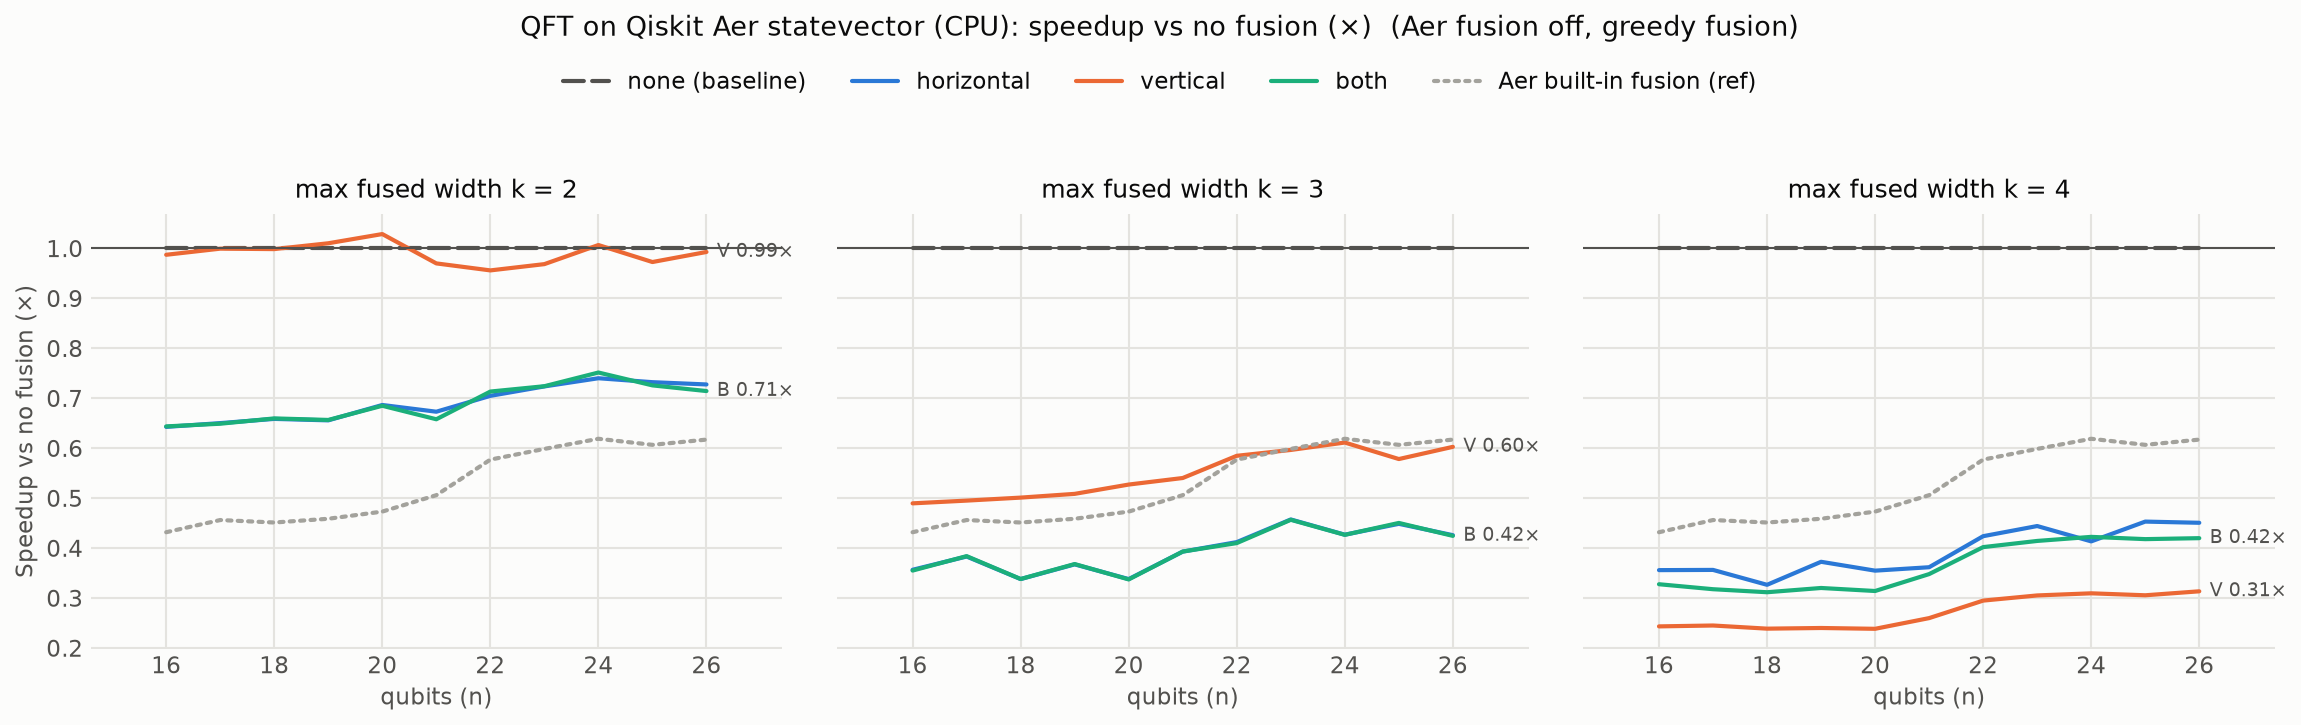 QFT on Qiskit Aer statevector (CPU): speedup vs no fusion (×)  (Aer fusion off, greedy fusion)
none (baseline) horizontal vertical both Aer built-in fusion (ref)
max fused width k = 2
Speedup vs no fusion (×)
1.0
0.9
0.8
0.7
0.6
0.5
0.4
0.3
0.2
V 0.99×
B 0.71×
16 18 20 22 24 26
qubits (n)
max fused width k = 3
V 0.60×
B 0.42×
16 18 20 22 24 26
qubits (n)
max fused width k = 4
B 0.42×
V 0.31×
16 18 20 22 24 26
qubits (n)